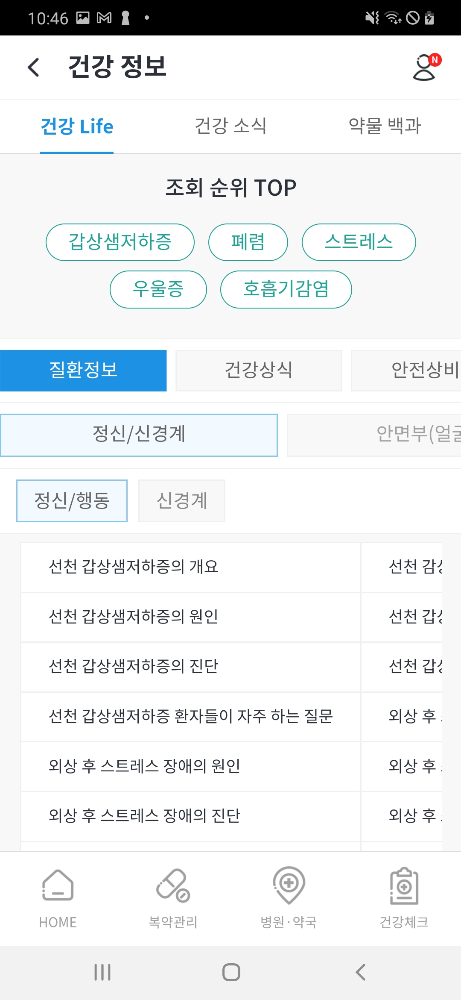 10:46
건강 정보
N
건강 Life 건강 소식 약물 백과
조회 순위 TOP
갑상샘저하증 폐렴 스트레스
우울증 호흡기감염
질환정보 건강상식 안전상비
정신/신경계 안면부(얼굴
정신/행동 신경계
선천 갑상샘저하증의 개요 선천 감상
선천 갑상샘저하증의 원인 선천 갑상
선천 갑상샘저하증의 진단 선천 갑상
선천 갑상샘저하증 환자들이 자주 하는 질문 외상 후
외상 후 스트레스 장애의 원인 외상 후
외상 후 스트레스 장애의 진단 외상 후
HOME 복약관리 병원·약국 건강체크